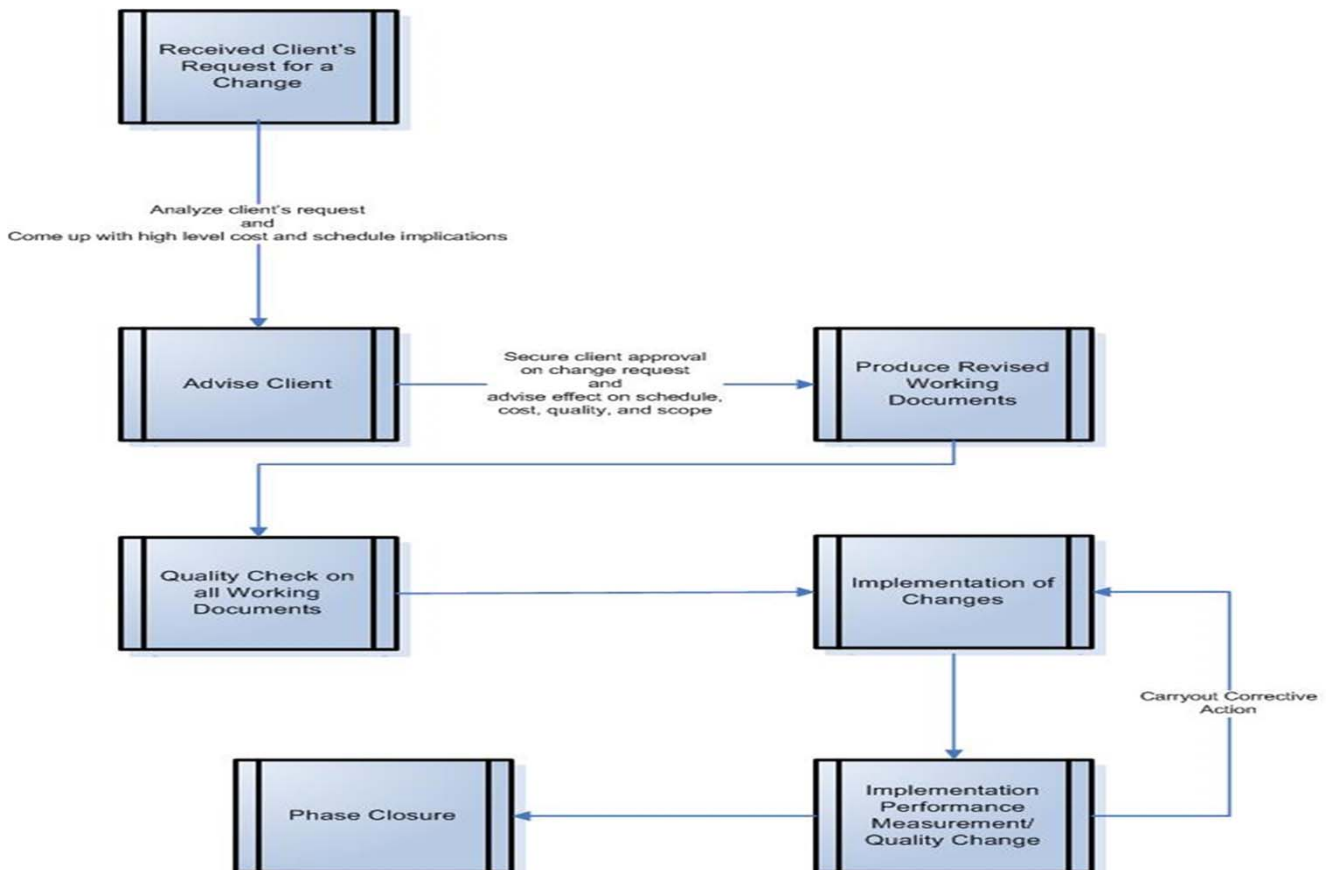 Received Client's
Request for a
Change
Analyze client's request
and
Come up with high level cost and schedule implications
Advise Client
Secure client approval
on change request
and
advise effect on schedule,
cost, quality, and scope
Produce Revised
Working
Documents
Quality Check on
all Working
Documents
Implementation of
Changes
Carryout Corrective
Action
Implementation
Performance
Measurement/
Quality Change
Phase Closure